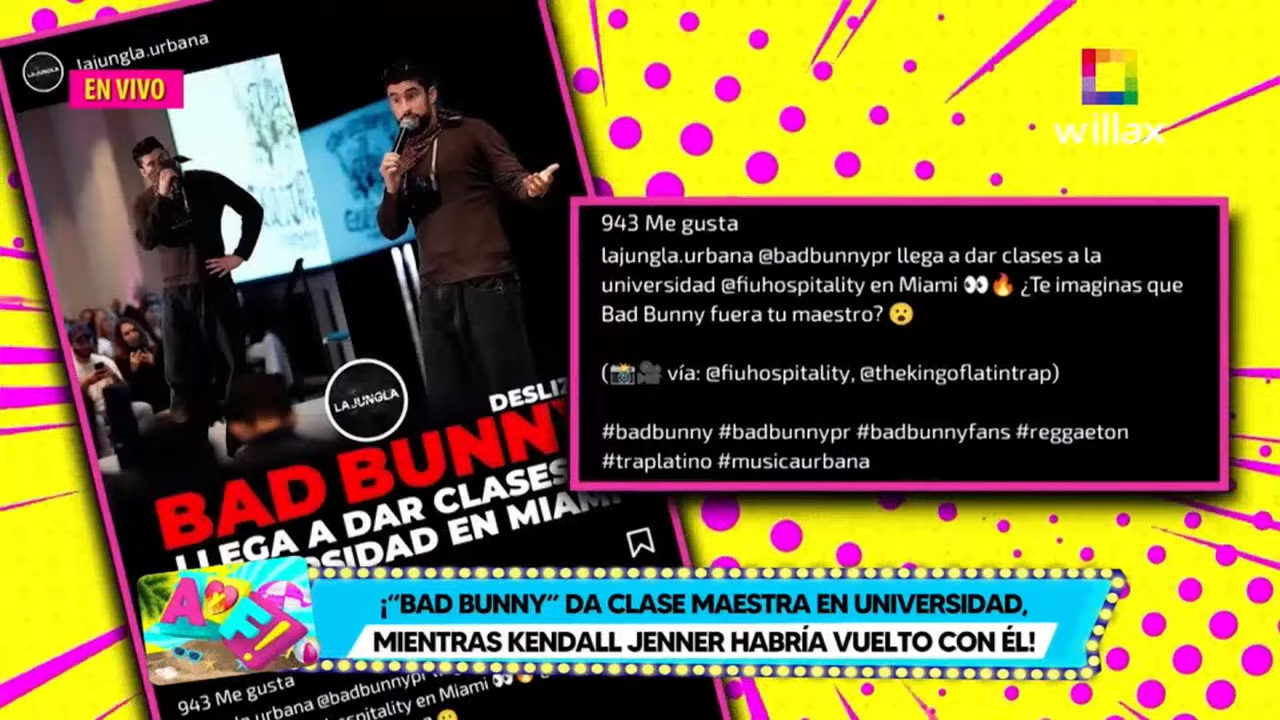 lajungla.urbana
LA JUNGLA
EN VIVO
willax
943 Me gusta
lajungla.urbana @badbunnypr llega a dar clases a la
universidad @fiuhospitality en Miami 👀🔥 ¿Te imaginas que
Bad Bunny fuera tu maestro? 😮
(📸🎥 vía: @fiuhospitality, @thekingoflatintrap)
#badbunny #badbunnypr #badbunnyfans #reggaeton
#traplatino #musicaurbana
LA JUNGLA
BAD BUNNY
LLEGA A DAR CLASES
EN MIAMI
¡“BAD BUNNY” DA CLASE MAESTRA EN UNIVERSIDAD,
MIENTRAS KENDALL JENNER HABRÍA VUELTO CON ÉL!
943 Me gusta
urbana @badbunnypr
en Miami 👀